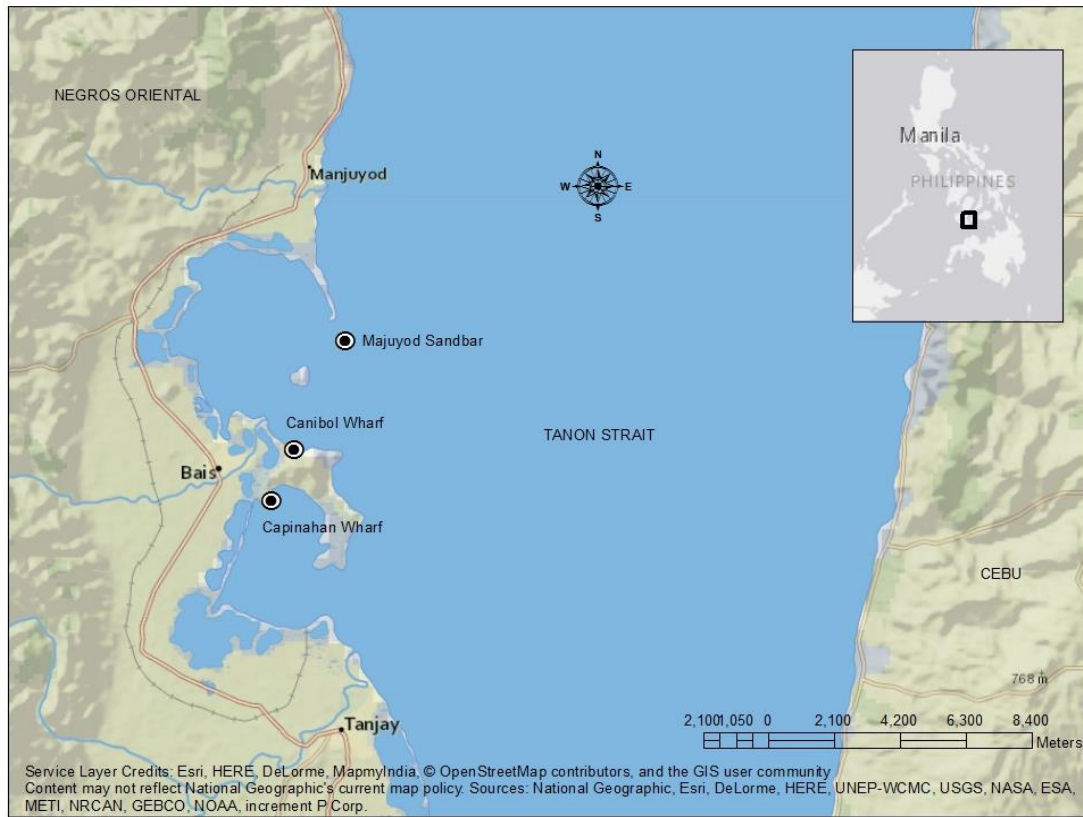 NEGROS ORIENTAL
Manjuyod
N
W E
S
Manila
PHILIPPINES
Majuyod Sandbar
Canibol Wharf
TANON STRAIT
Bais
Capinahan Wharf
CEBU
768 m
Tanjay
2,100 1,050 0 2,100 4,200 6,300 8,400
Meters
Service Layer Credits: Esri, HERE, DeLorme, MapmyIndia, © OpenStreetMap contributors, and the GIS user community
Content may not reflect National Geographic's current map policy. Sources: National Geographic, Esri, DeLorme, HERE, UNEP-WCMC, USGS, NASA, ESA,
METI, NRCAN, GEBCO, NOAA, increment P Corp.